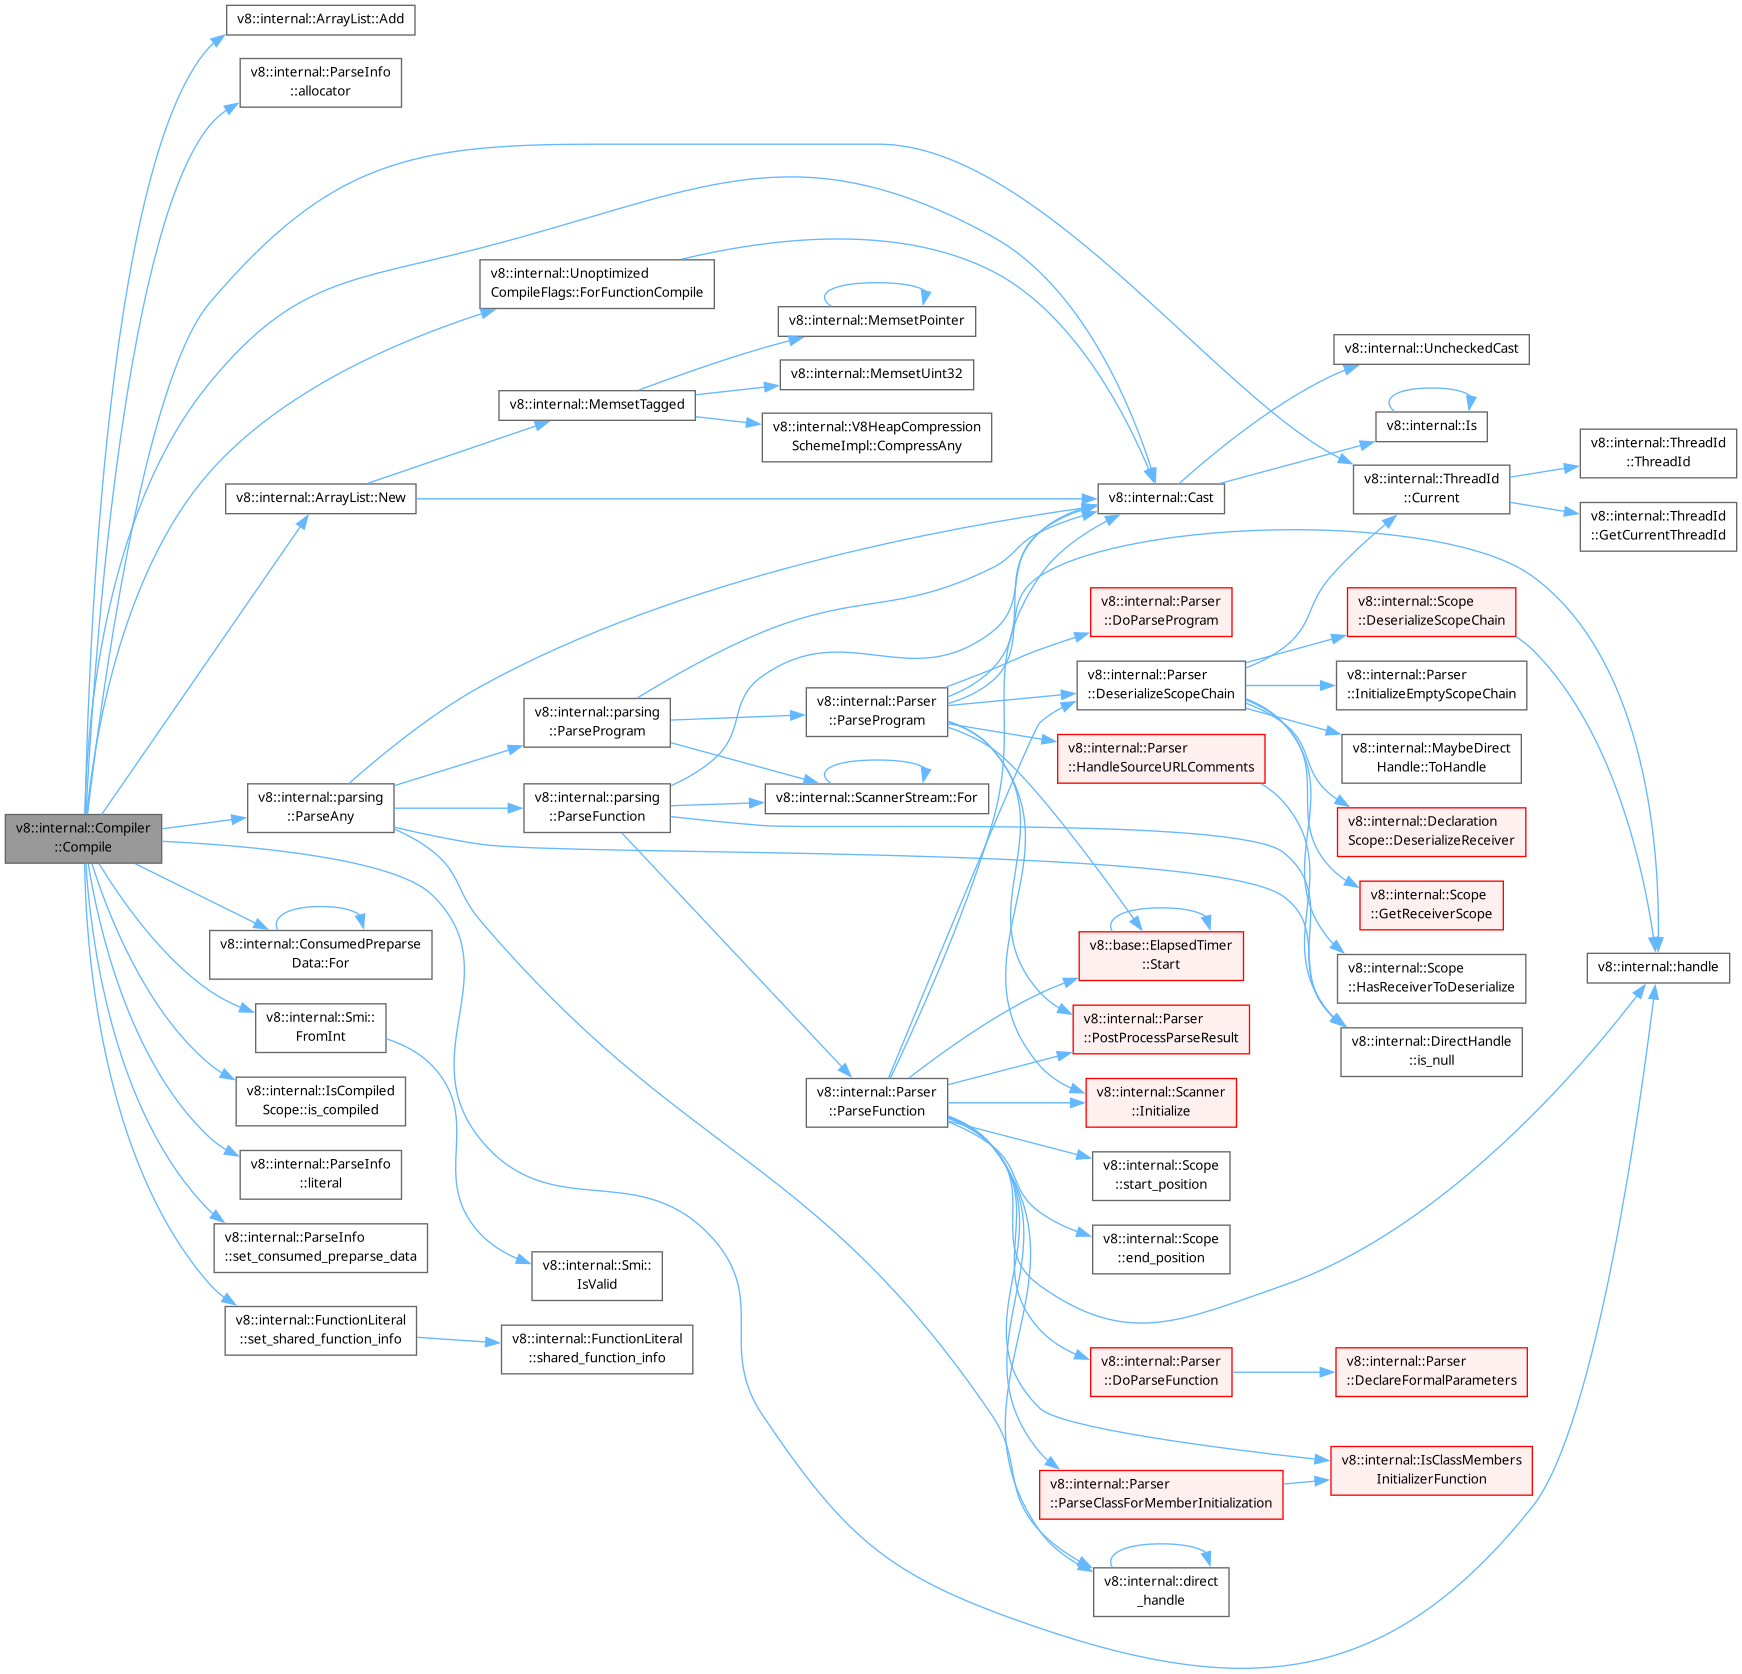 v8::internal::ArrayList::Add
v8::internal::ParseInfo
::allocator
v8::internal::Unoptimized
CompileFlags::ForFunctionCompile
v8::internal::MemsetPointer
v8::internal::MemsetUint32
v8::internal::MemsetTagged
v8::internal::V8HeapCompression
SchemeImpl::CompressAny
v8::internal::UncheckedCast
v8::internal::Is
v8::internal::ThreadId
::ThreadId
v8::internal::ArrayList::New
v8::internal::Cast
v8::internal::ThreadId
::Current
v8::internal::ThreadId
::GetCurrentThreadId
v8::internal::Parser
::DoParseProgram
v8::internal::Scope
::DeserializeScopeChain
v8::internal::parsing
::ParseProgram
v8::internal::Parser
::ParseProgram
v8::internal::Parser
::DeserializeScopeChain
v8::internal::Parser
::InitializeEmptyScopeChain
v8::internal::Parser
::HandleSourceURLComments
v8::internal::MaybeDirect
Handle::ToHandle
v8::internal::Compiler
::Compile
v8::internal::parsing
::ParseAny
v8::internal::parsing
::ParseFunction
v8::internal::ScannerStream::For
v8::internal::Declaration
Scope::DeserializeReceiver
v8::internal::Scope
::GetReceiverScope
v8::internal::ConsumedPreparse
Data::For
v8::base::ElapsedTimer
::Start
v8::internal::Scope
::HasReceiverToDeserialize
v8::internal::handle
v8::internal::Smi::
FromInt
v8::internal::Parser
::PostProcessParseResult
v8::internal::DirectHandle
::is_null
v8::internal::IsCompiled
Scope::is_compiled
v8::internal::Parser
::ParseFunction
v8::internal::Scanner
::Initialize
v8::internal::ParseInfo
::literal
v8::internal::Scope
::start_position
v8::internal::ParseInfo
::set_consumed_preparse_data
v8::internal::Scope
::end_position
v8::internal::Smi::
IsValid
v8::internal::FunctionLiteral
::set_shared_function_info
v8::internal::FunctionLiteral
::shared_function_info
v8::internal::Parser
::DoParseFunction
v8::internal::Parser
::DeclareFormalParameters
v8::internal::Parser
::ParseClassForMemberInitialization
v8::internal::IsClassMembers
InitializerFunction
v8::internal::direct
_handle